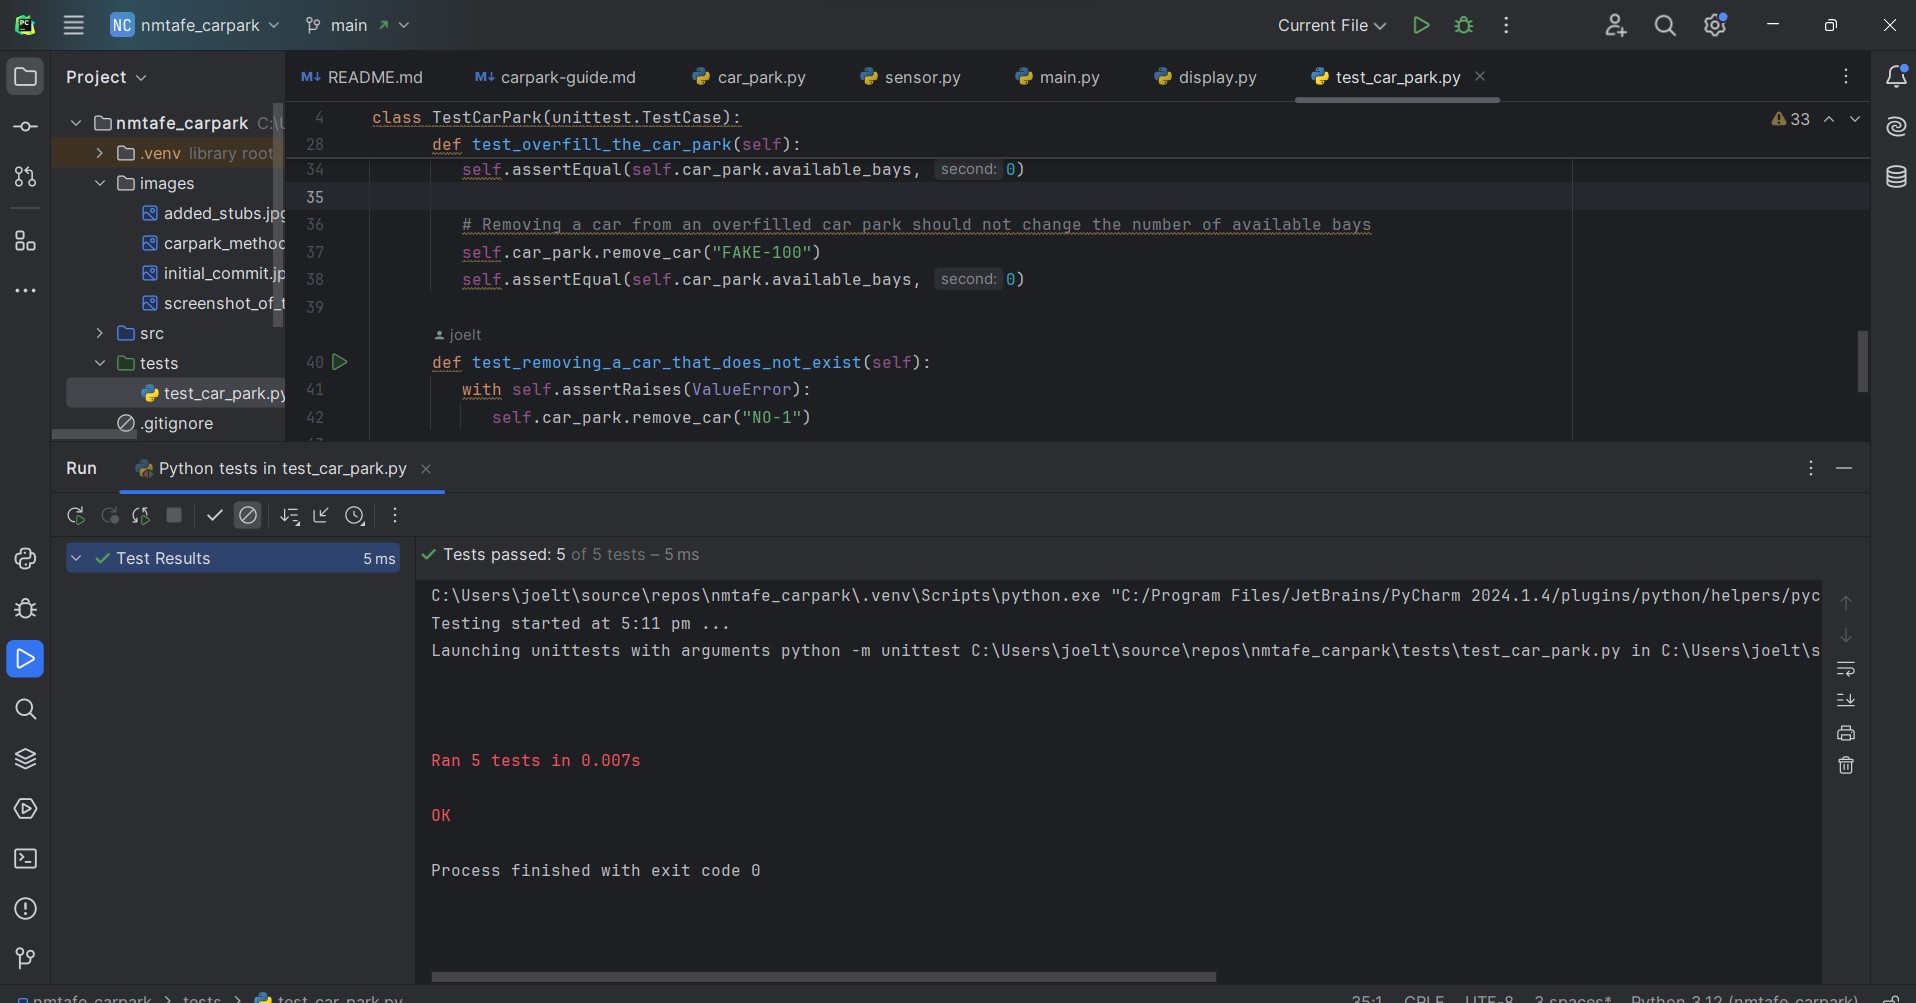 NC nmtafe_carpark main Current File
Project README.md carpark-guide.md car_park.py sensor.py main.py display.py test_car_park.py
nmtafe_carpark C:\U
.venv library root
images
added_stubs.jpg
carpark_method
initial_commit.jp
screenshot_of_t
src
tests
test_car_park.py
.gitignore
33
4 class TestCarPark(unittest.TestCase):
28 def test_overfill_the_car_park(self):
34 self.assertEqual(self.car_park.available_bays, second: 0)
35
36 # Removing a car from an overfilled car park should not change the number of available bays
37 self.car_park.remove_car("FAKE-100")
38 self.assertEqual(self.car_park.available_bays, second: 0)
39
joelt
40 def test_removing_a_car_that_does_not_exist(self):
41 with self.assertRaises(ValueError):
42 self.car_park.remove_car("NO-1")
Run Python tests in test_car_park.py
Test Results 5 ms
Tests passed: 5 of 5 tests – 5 ms
C:\Users\joelt\source\repos\nmtafe_carpark\.venv\Scripts\python.exe "C:/Program Files/JetBrains/PyCharm 2024.1.4/plugins/python/helpers/pyc
Testing started at 5:11 pm ...
Launching unittests with arguments python -m unittest C:\Users\joelt\source\repos\nmtafe_carpark\tests\test_car_park.py in C:\Users\joelt\s
Ran 5 tests in 0.007s
OK
Process finished with exit code 0
nmtafe_carpark tests test_car_park.py 35:1 CRLF UTF-8 3 spaces* Python 3.12 (nmtafe_carpark)